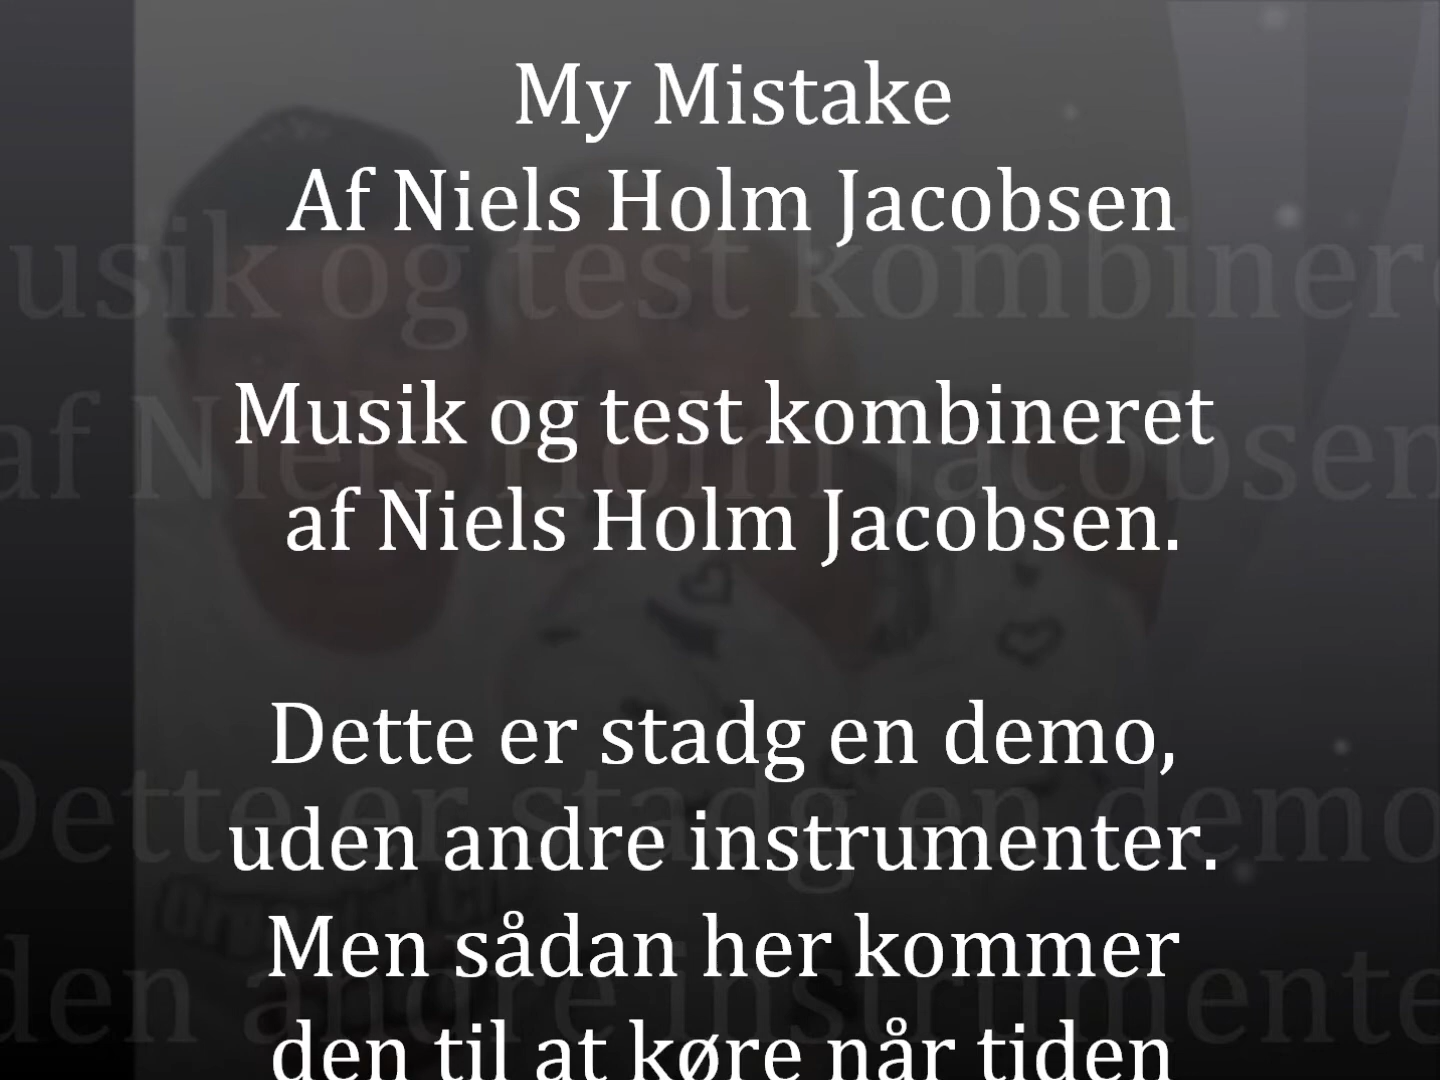 My Mistake
Af Niels Holm Jacobsen
Musik og test kombineret
af Niels Holm Jacobsen.
Dette er stadg en demo,
uden andre instrumenter.
Men sådan her kommer
den til at køre når tiden